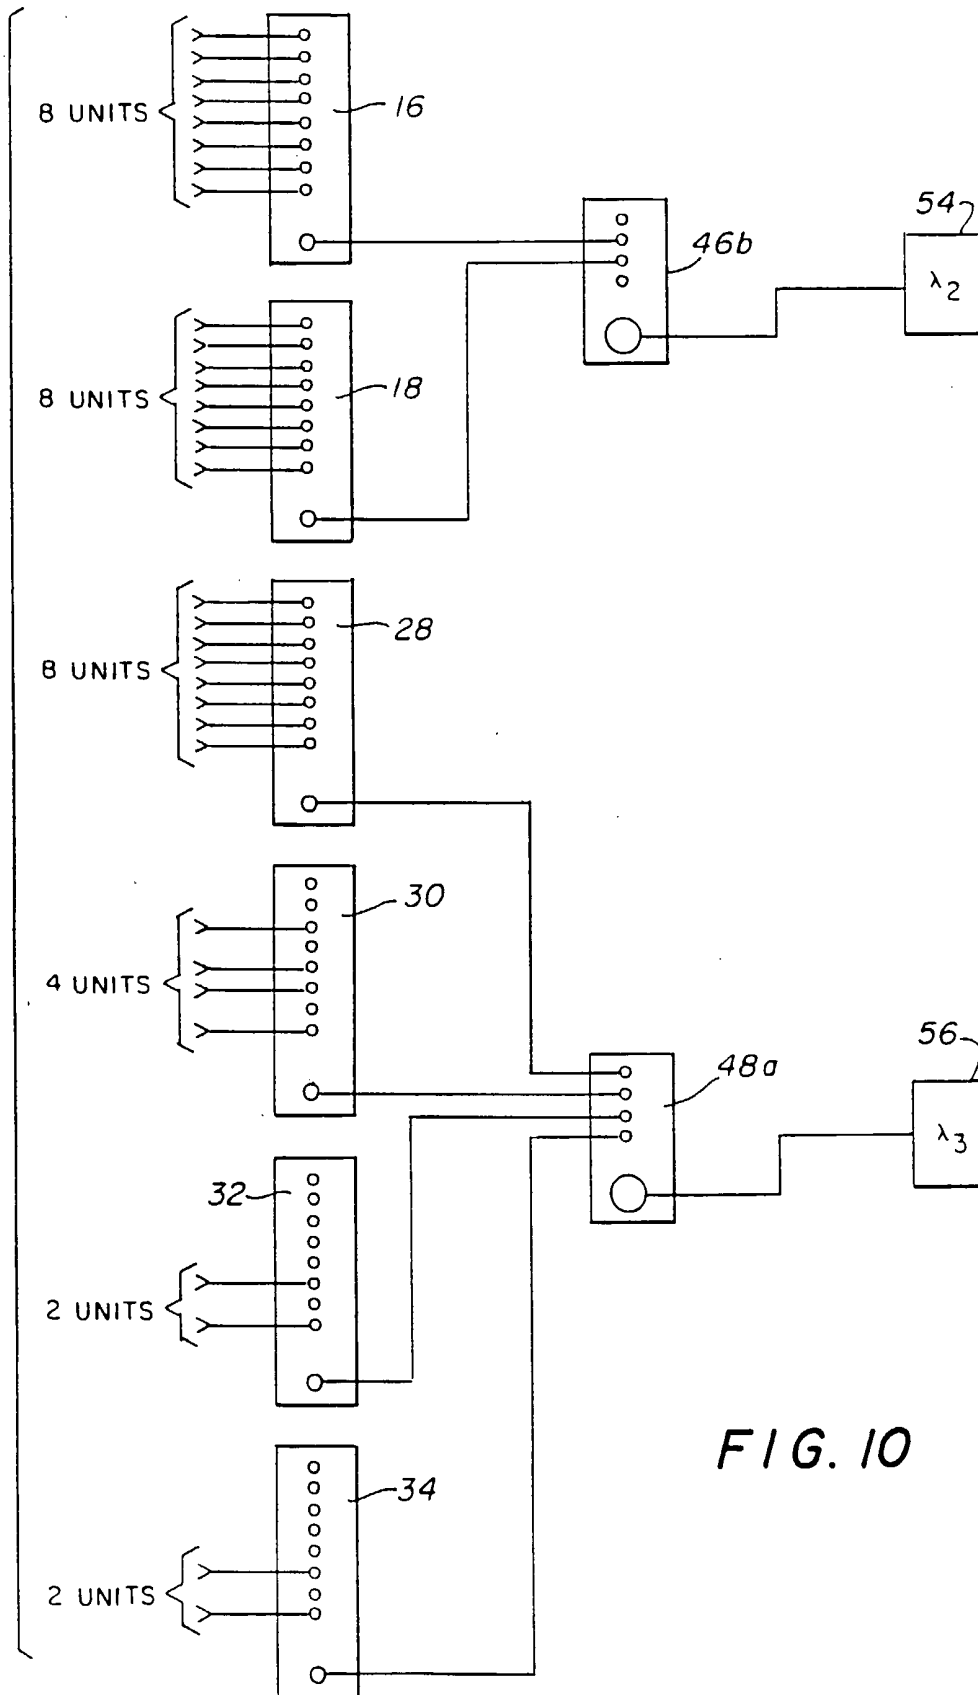 8 UNITS
16
46b
54
λ2
8 UNITS
18
8 UNITS
28
4 UNITS
30
48a
56
λ3
32
2 UNITS
34
2 UNITS
FIG. 10